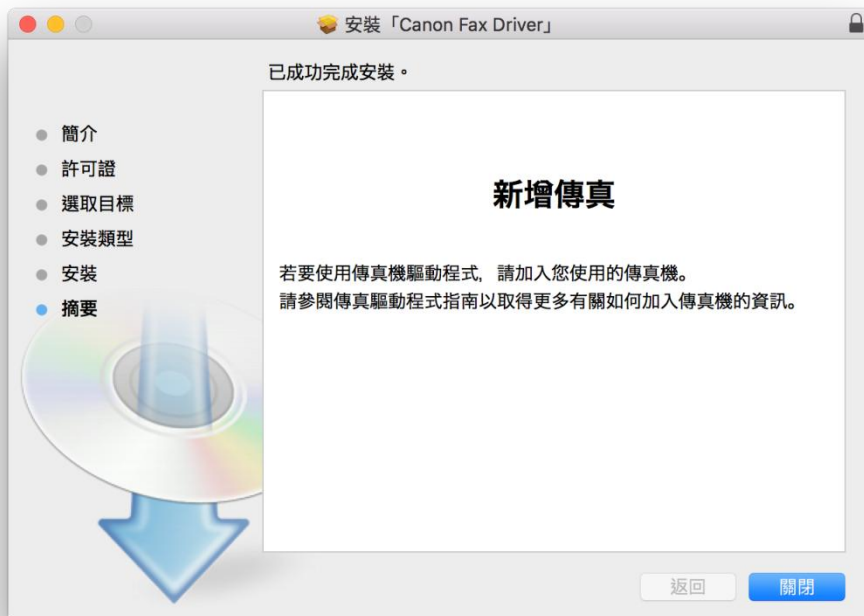 安裝「Canon Fax Driver」
已成功完成安裝。
簡介
許可證
選取目標
安裝類型
安裝
摘要
新增傳真
若要使用傳真機驅動程式，請加入您使用的傳真機。
請參閱傳真驅動程式指南以取得更多有關如何加入傳真機的資訊。
返回
關閉